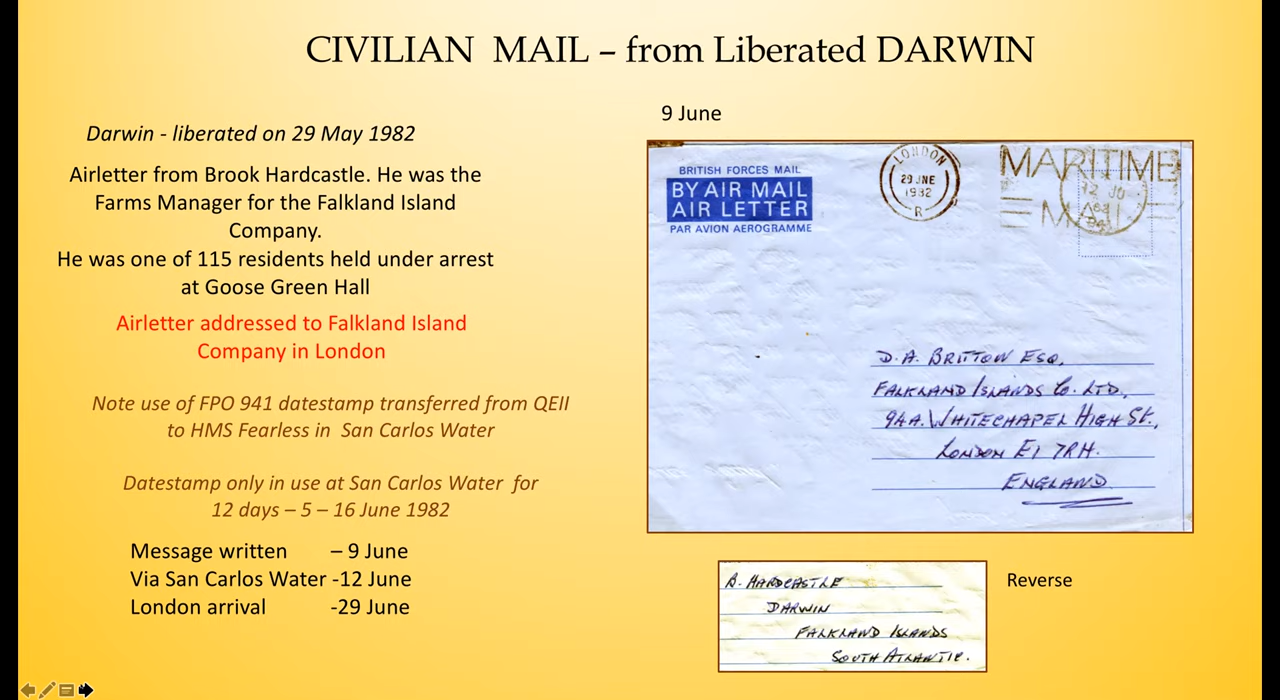 CIVILIAN MAIL – from Liberated DARWIN
Darwin - liberated on 29 May 1982
Airletter from Brook Hardcastle. He was the
Farms Manager for the Falkland Island
Company.
He was one of 115 residents held under arrest
at Goose Green Hall
Airletter addressed to Falkland Island
Company in London
Note use of FPO 941 datestamp transferred from QEII
to HMS Fearless in San Carlos Water
Datestamp only in use at San Carlos Water for
12 days – 5 – 16 June 1982
Message written – 9 June
Via San Carlos Water -12 June
London arrival -29 June
9 June
BRITISH FORCES MAIL
BY AIR MAIL
AIR LETTER
PAR AVION AEROGRAMME
LONDON
29 JNE
1982
R
MARITIME
MAIL
12 JU
D.A. BRITTOW ESQ,
FALKLAND ISLANDS Co. LTD,
94A. WHITECHAPEL HIGH St.,
LONDON E1 7RH.
ENGLAND
A. HARDCASTLE
DARWIN
FALKLAND ISLANDS
SOUTH ATLANTIC.
Reverse